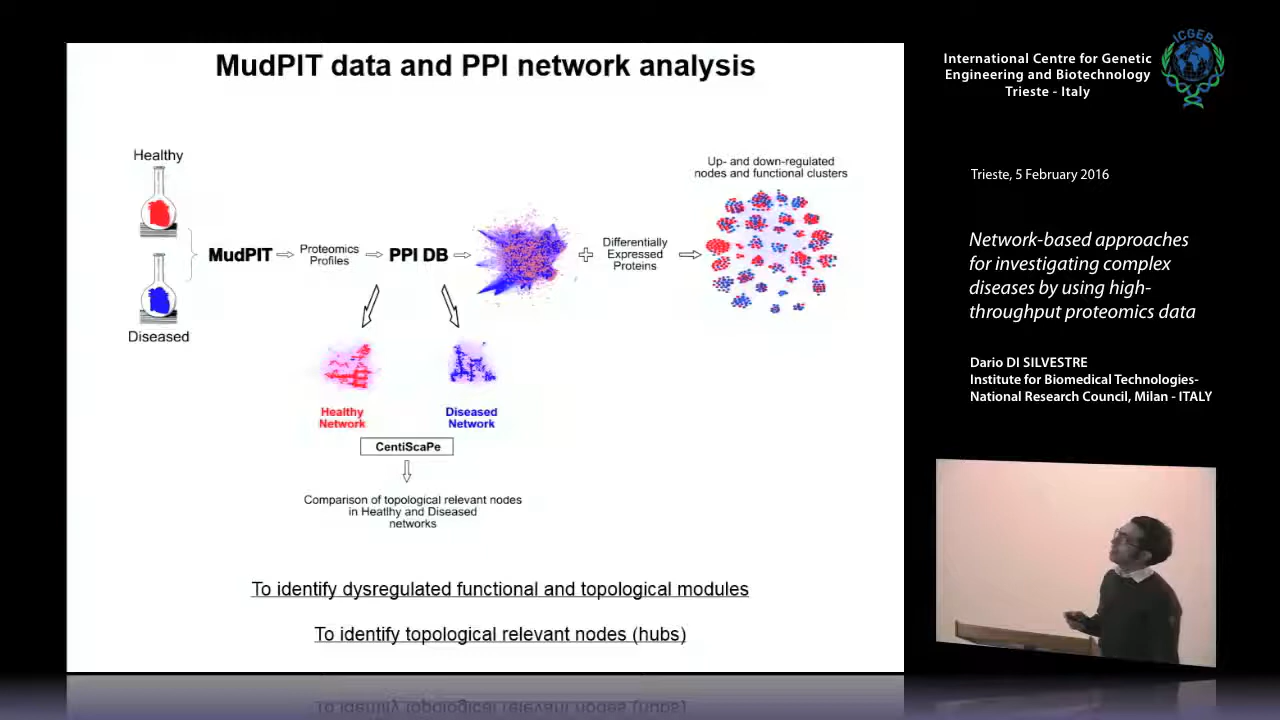 MudPIT data and PPI network analysis
Healthy
Diseased
MudPIT
Proteomics
Profiles
PPI DB
Differentially
Expressed
Proteins
Up- and down-regulated
nodes and functional clusters
Healthy
Network
Diseased
Network
CentiScaPe
Comparison of topological relevant nodes
in Heatlhy and Diseased
networks
To identify dysregulated functional and topological modules
To identify topological relevant nodes (hubs)
International Centre for Genetic
Engineering and Biotechnology
Trieste - Italy
ICGEB
Trieste, 5 February 2016
Network-based approaches
for investigating complex
diseases by using high-
throughput proteomics data
Dario DI SILVESTRE
Institute for Biomedical Technologies-
National Research Council, Milan - ITALY